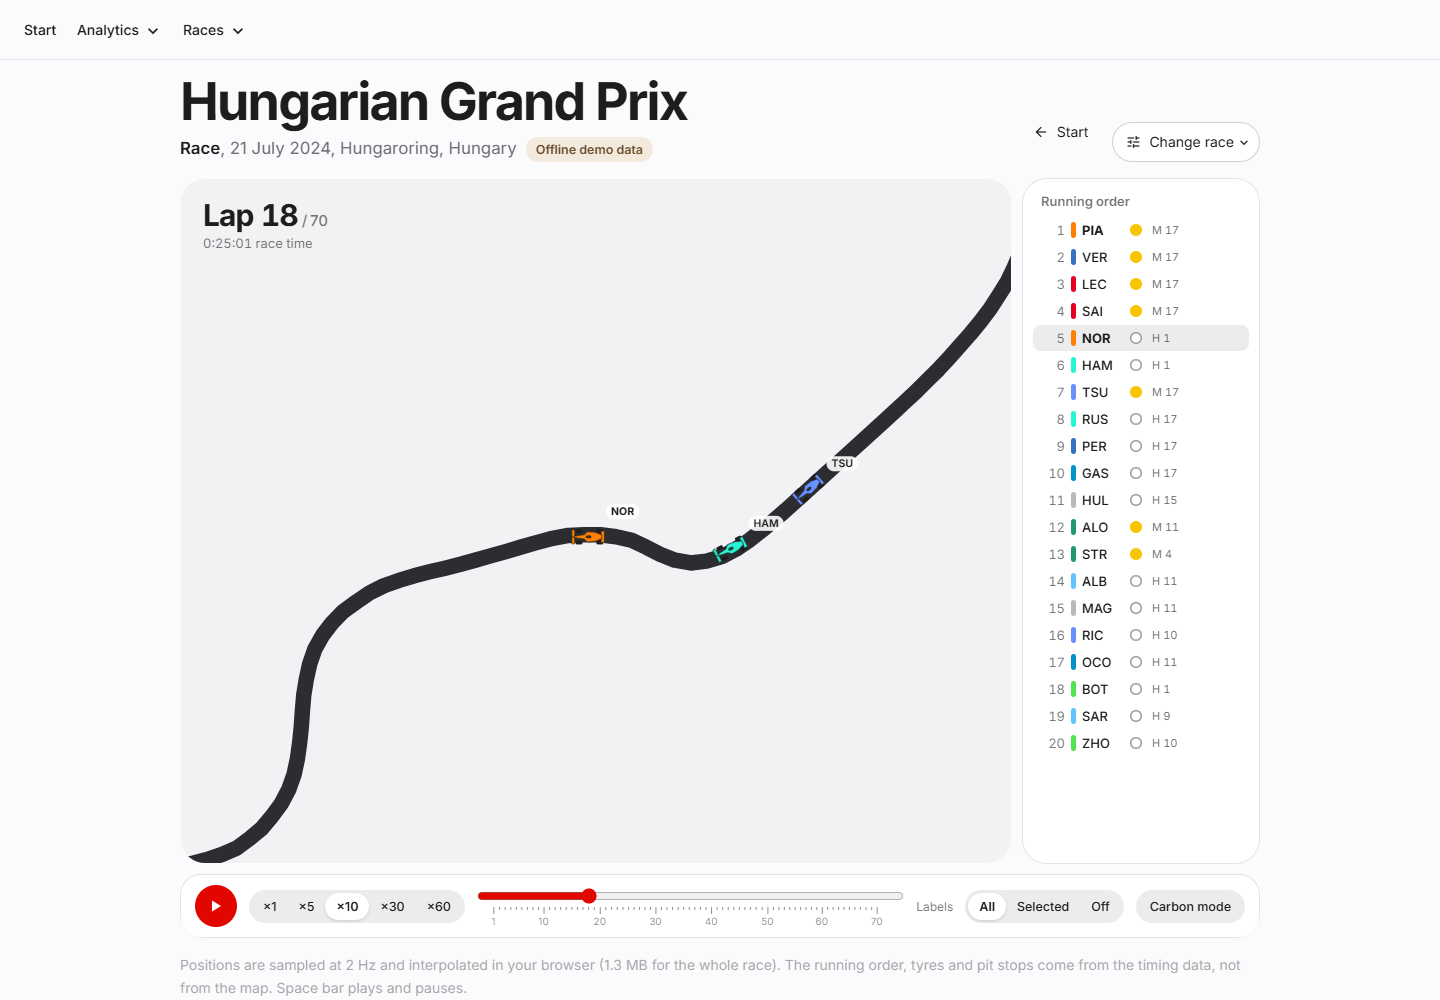 Start Analytics Races
Hungarian Grand Prix
Race, 21 July 2024, Hungaroring, Hungary Offline demo data
Start Change race
Lap 18 / 70
0:25:01 race time
NOR
HAM
TSU
Running order
1 PIA M 17
2 VER M 17
3 LEC M 17
4 SAI M 17
5 NOR H 1
6 HAM H 1
7 TSU M 17
8 RUS H 17
9 PER H 17
10 GAS H 17
11 HUL H 15
12 ALO M 11
13 STR M 4
14 ALB H 11
15 MAG H 11
16 RIC H 10
17 OCO H 11
18 BOT H 1
19 SAR H 9
20 ZHO H 10
×1 ×5 ×10 ×30 ×60
1 10 20 30 40 50 60 70
Labels All Selected Off Carbon mode
Positions are sampled at 2 Hz and interpolated in your browser (1.3 MB for the whole race). The running order, tyres and pit stops come from the timing data, not
from the map. Space bar plays and pauses.